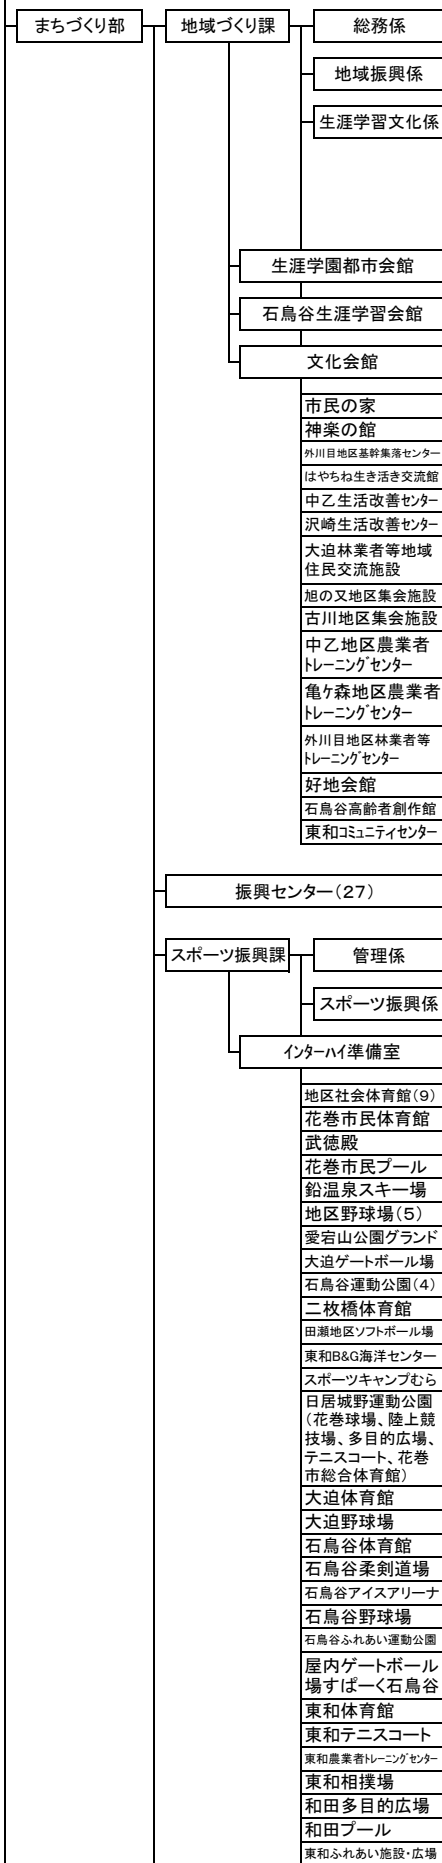 まちづくり部 地域づくり課 総務係
地域振興係
生涯学習文化係
生涯学園都市会館
石鳥谷生涯学習会館
文化会館
市民の家
神楽の館
外川目地区基幹集落センター
はやちね生き活き交流館
中乙生活改善センター
沢崎生活改善センター
大迫林業者等地域
住民交流施設
旭の又地区集会施設
古川地区集会施設
中乙地区農業者
トレーニングセンター
亀ケ森地区農業者
トレーニングセンター
外川目地区林業者等
トレーニングセンター
好地会館
石鳥谷高齢者創作館
東和コミュニティセンター
振興センター(27)
スポーツ振興課 管理係
スポーツ振興係
インターハイ準備室
地区社会体育館(9)
花巻市民体育館
武徳殿
花巻市民プール
鉛温泉スキー場
地区野球場(5)
愛宕山公園グランド
大迫ゲートボール場
石鳥谷運動公園(4)
二枚橋体育館
田瀬地区ソフトボール場
東和B&G海洋センター
スポーツキャンプむら
日居城野運動公園
(花巻球場、陸上競
技場、多目的広場、
テニスコート、花巻
市総合体育館)
大迫体育館
大迫野球場
石鳥谷体育館
石鳥谷柔剣道場
石鳥谷アイスアリーナ
石鳥谷野球場
石鳥谷ふれあい運動公園
屋内ゲートボール
場すぱーく石鳥谷
東和体育館
東和テニスコート
東和農業者トレーニングセンター
東和相撲場
和田多目的広場
和田プール
東和ふれあい施設・広場